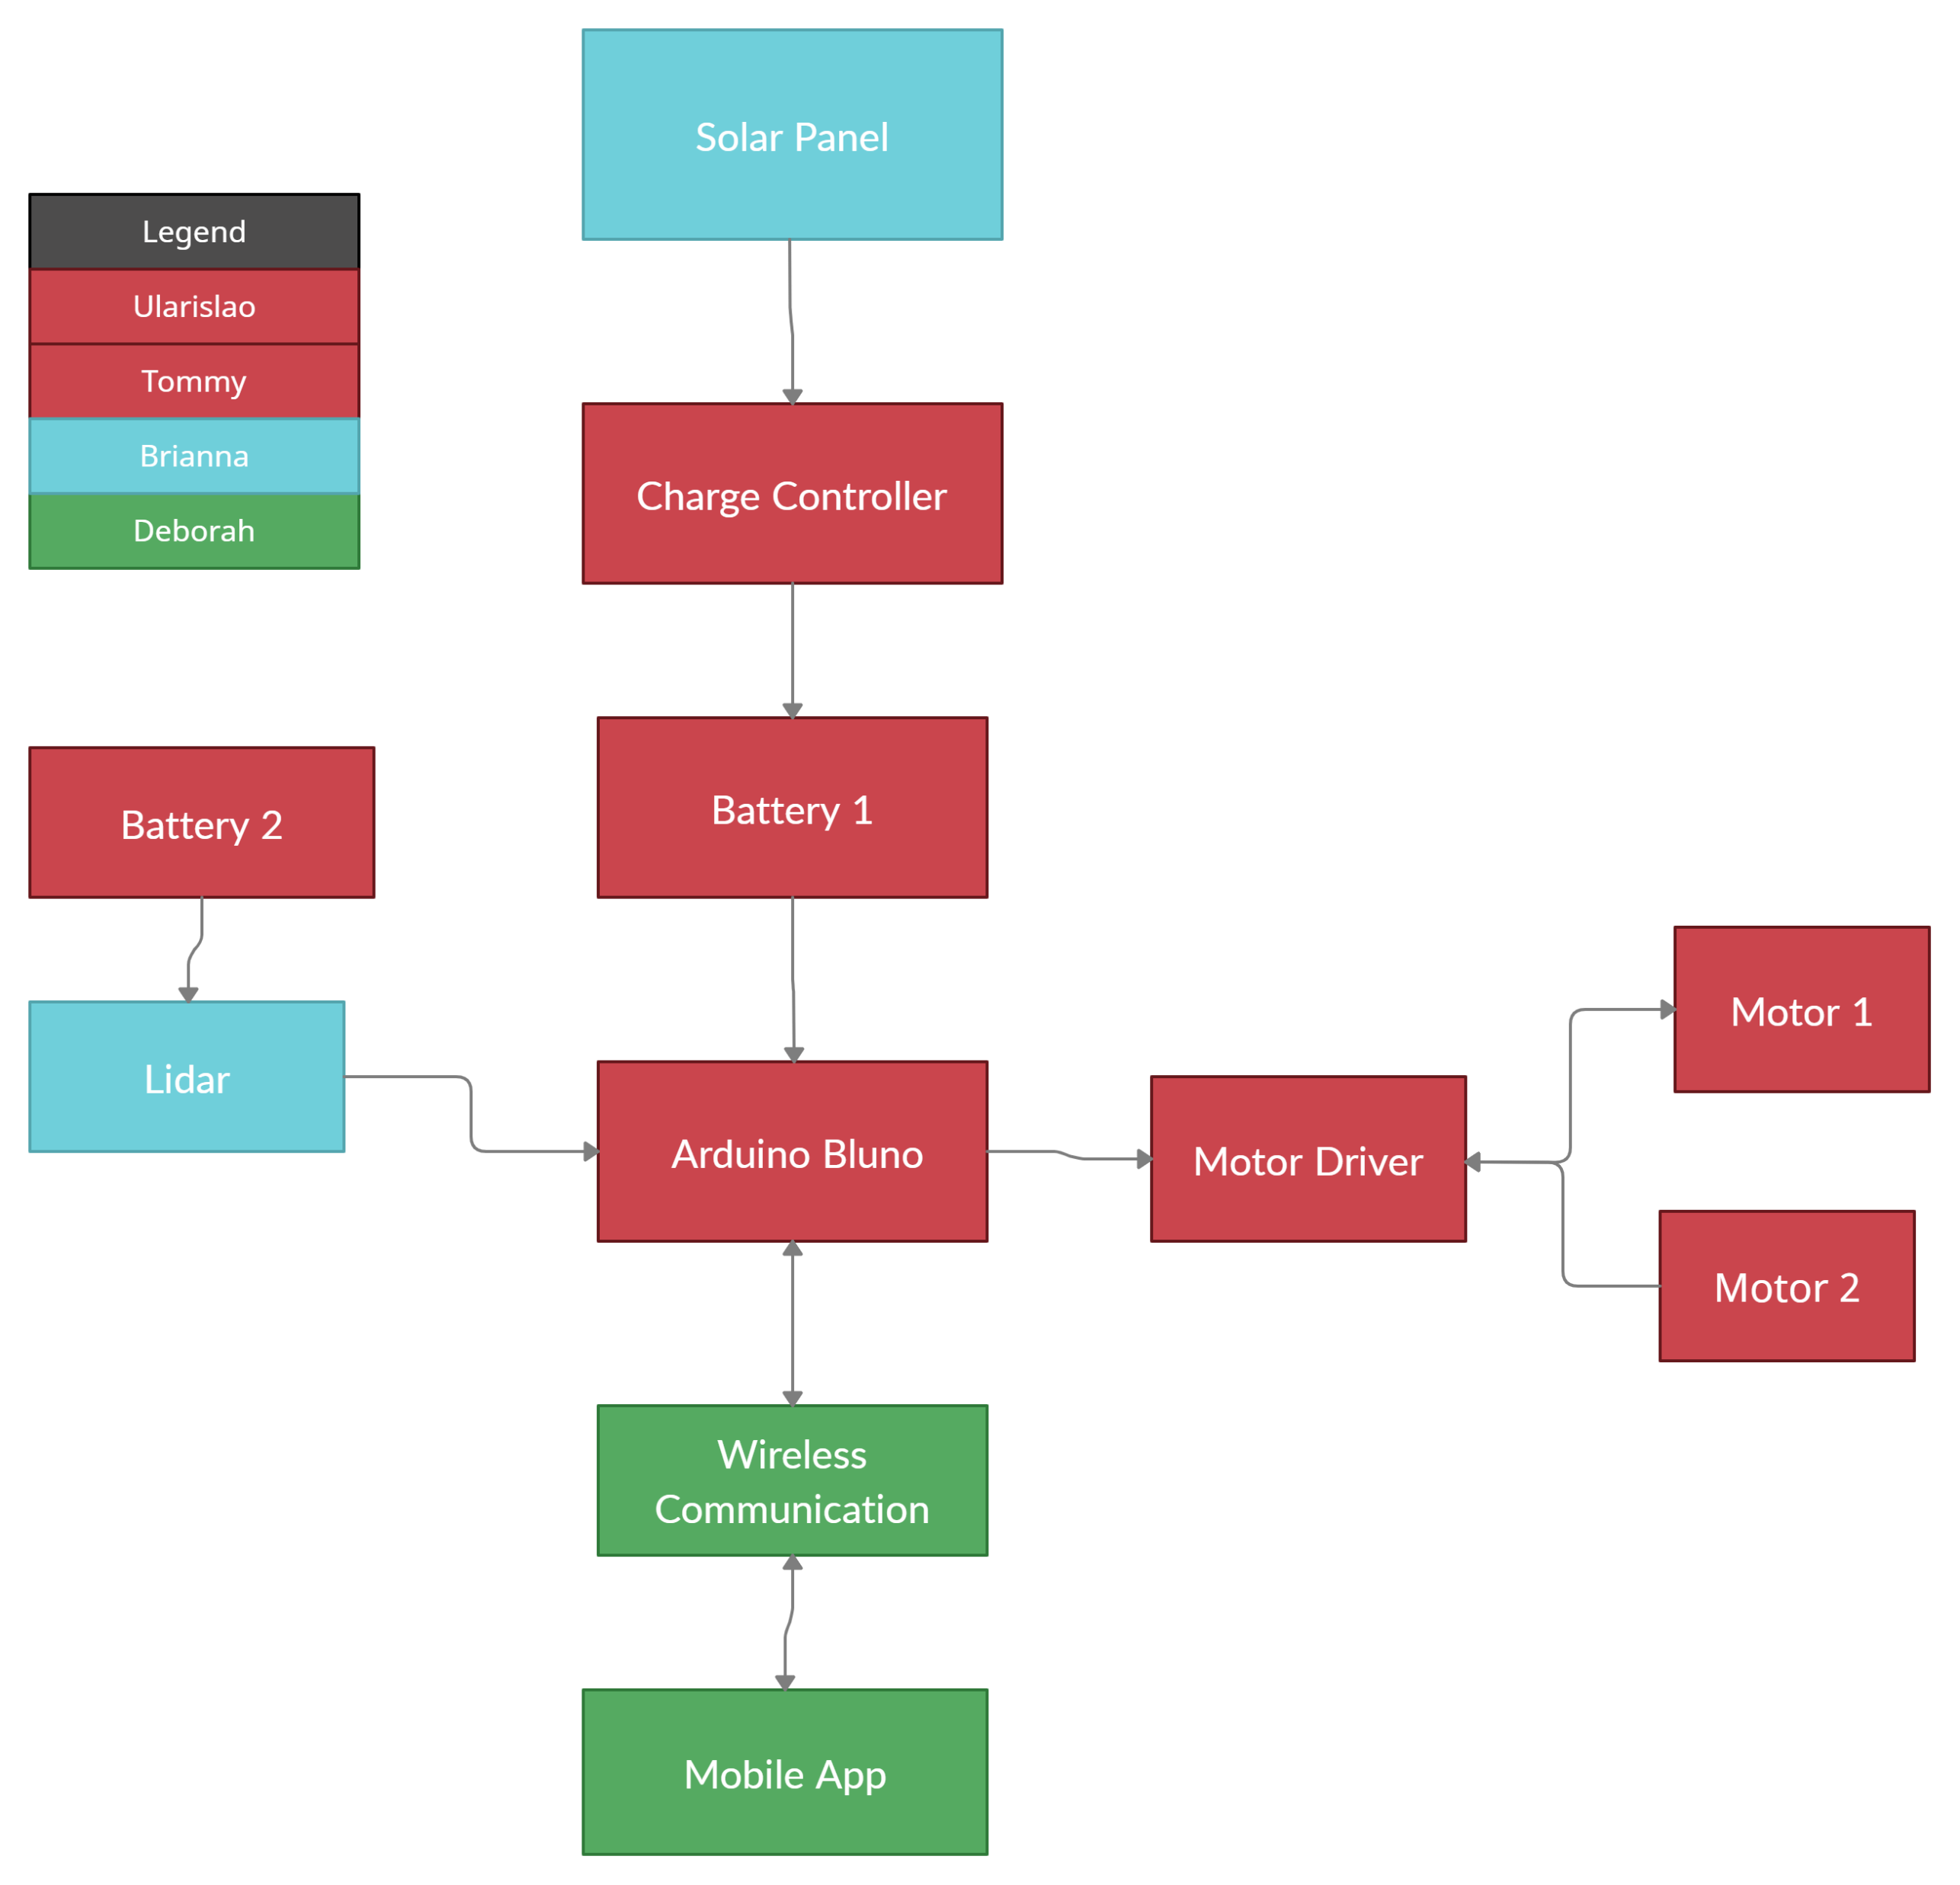 Solar Panel
Legend
Ularislao
Tommy
Brianna
Deborah
Charge Controller
Battery 1
Battery 2
Lidar
Arduino Bluno
Motor Driver
Motor 1
Motor 2
Wireless
Communication
Mobile App